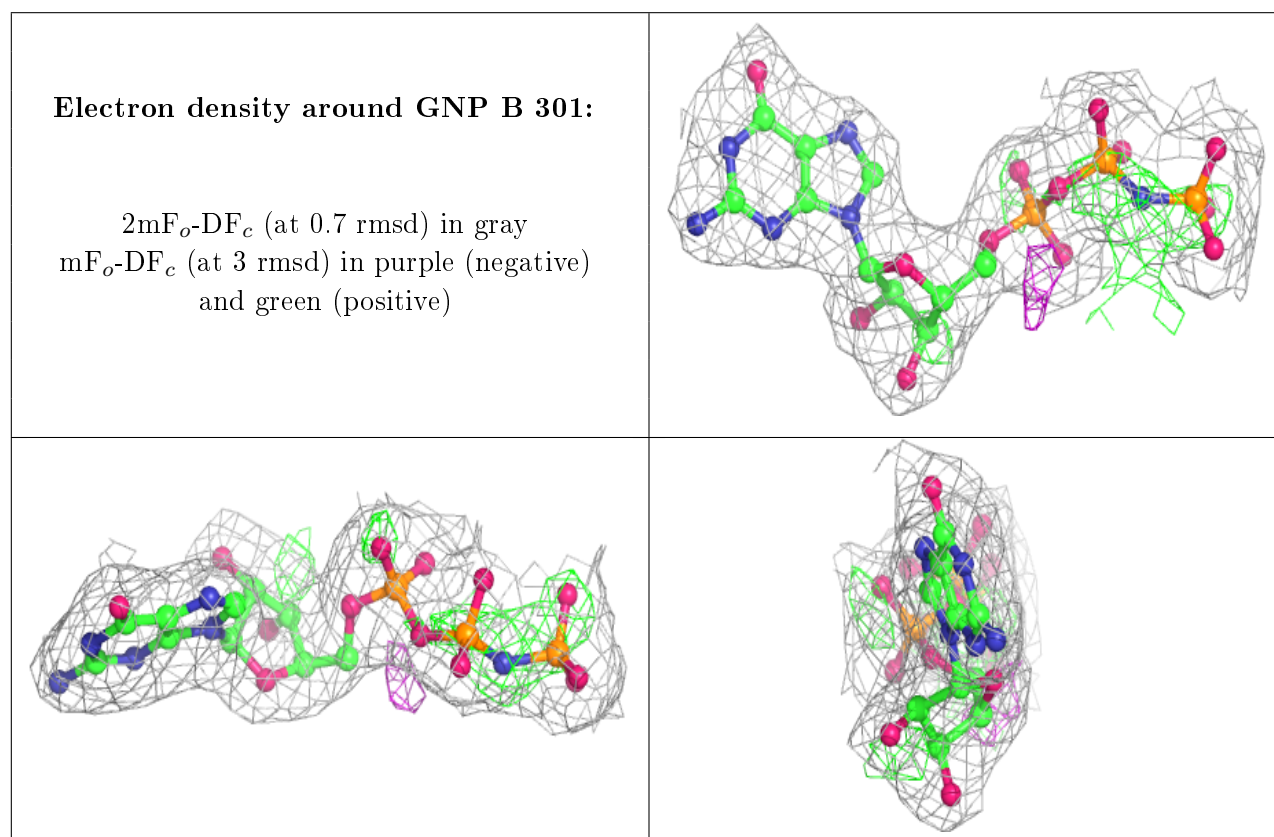 Electron density around GNP B 301:
2mFo-DFc (at 0.7 rmsd) in gray
mFo-DFc (at 3 rmsd) in purple (negative)
and green (positive)